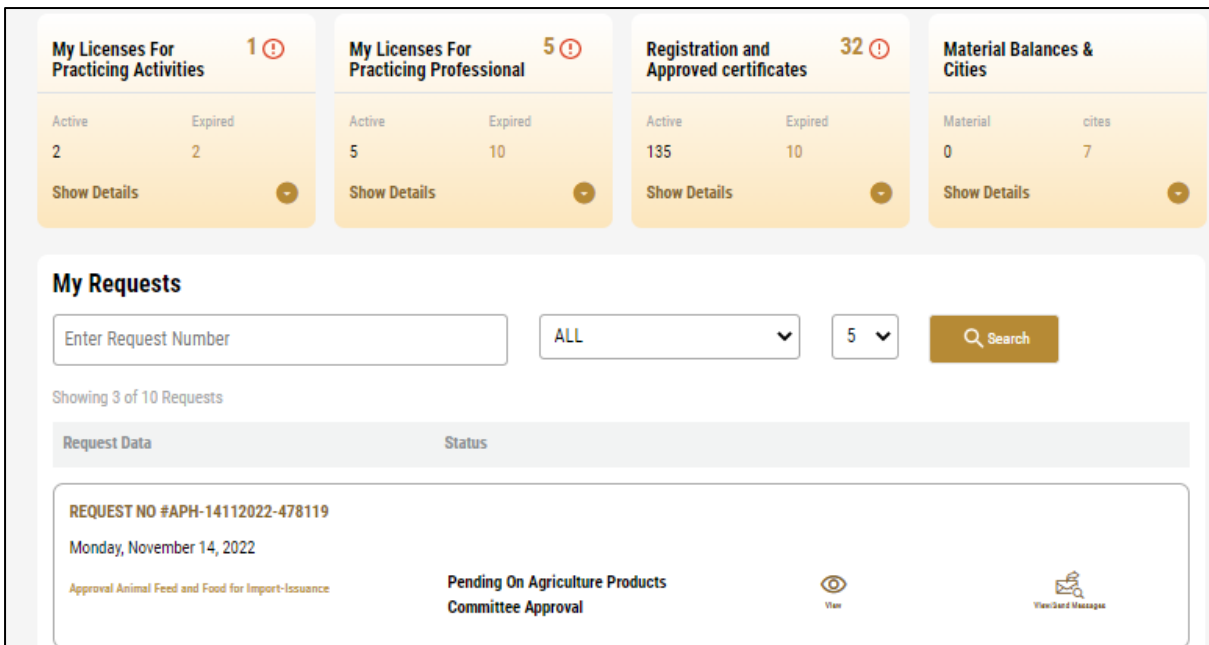 My Licenses For
Practicing Activities
1
Active Expired
2 2
Show Details
My Licenses For
Practicing Professional
5
Active Expired
5 10
Show Details
Registration and
Approved certificates
32
Active Expired
135 10
Show Details
Material Balances &
Cities
Material cites
0 7
Show Details
My Requests
Enter Request Number ALL 5 Search
Showing 3 of 10 Requests
Request Data Status
REQUEST NO #APH-14112022-478119
Monday, November 14, 2022
Approval Animal Feed and Food for Import-Issuance
Pending On Agriculture Products
Committee Approval
View
View/Send Messages